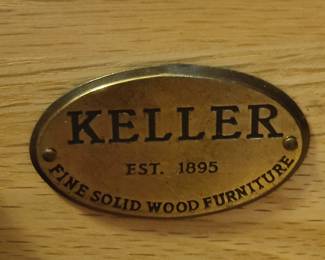 KELLER
EST. 1895
FINE SOLID WOOD FURNITURE